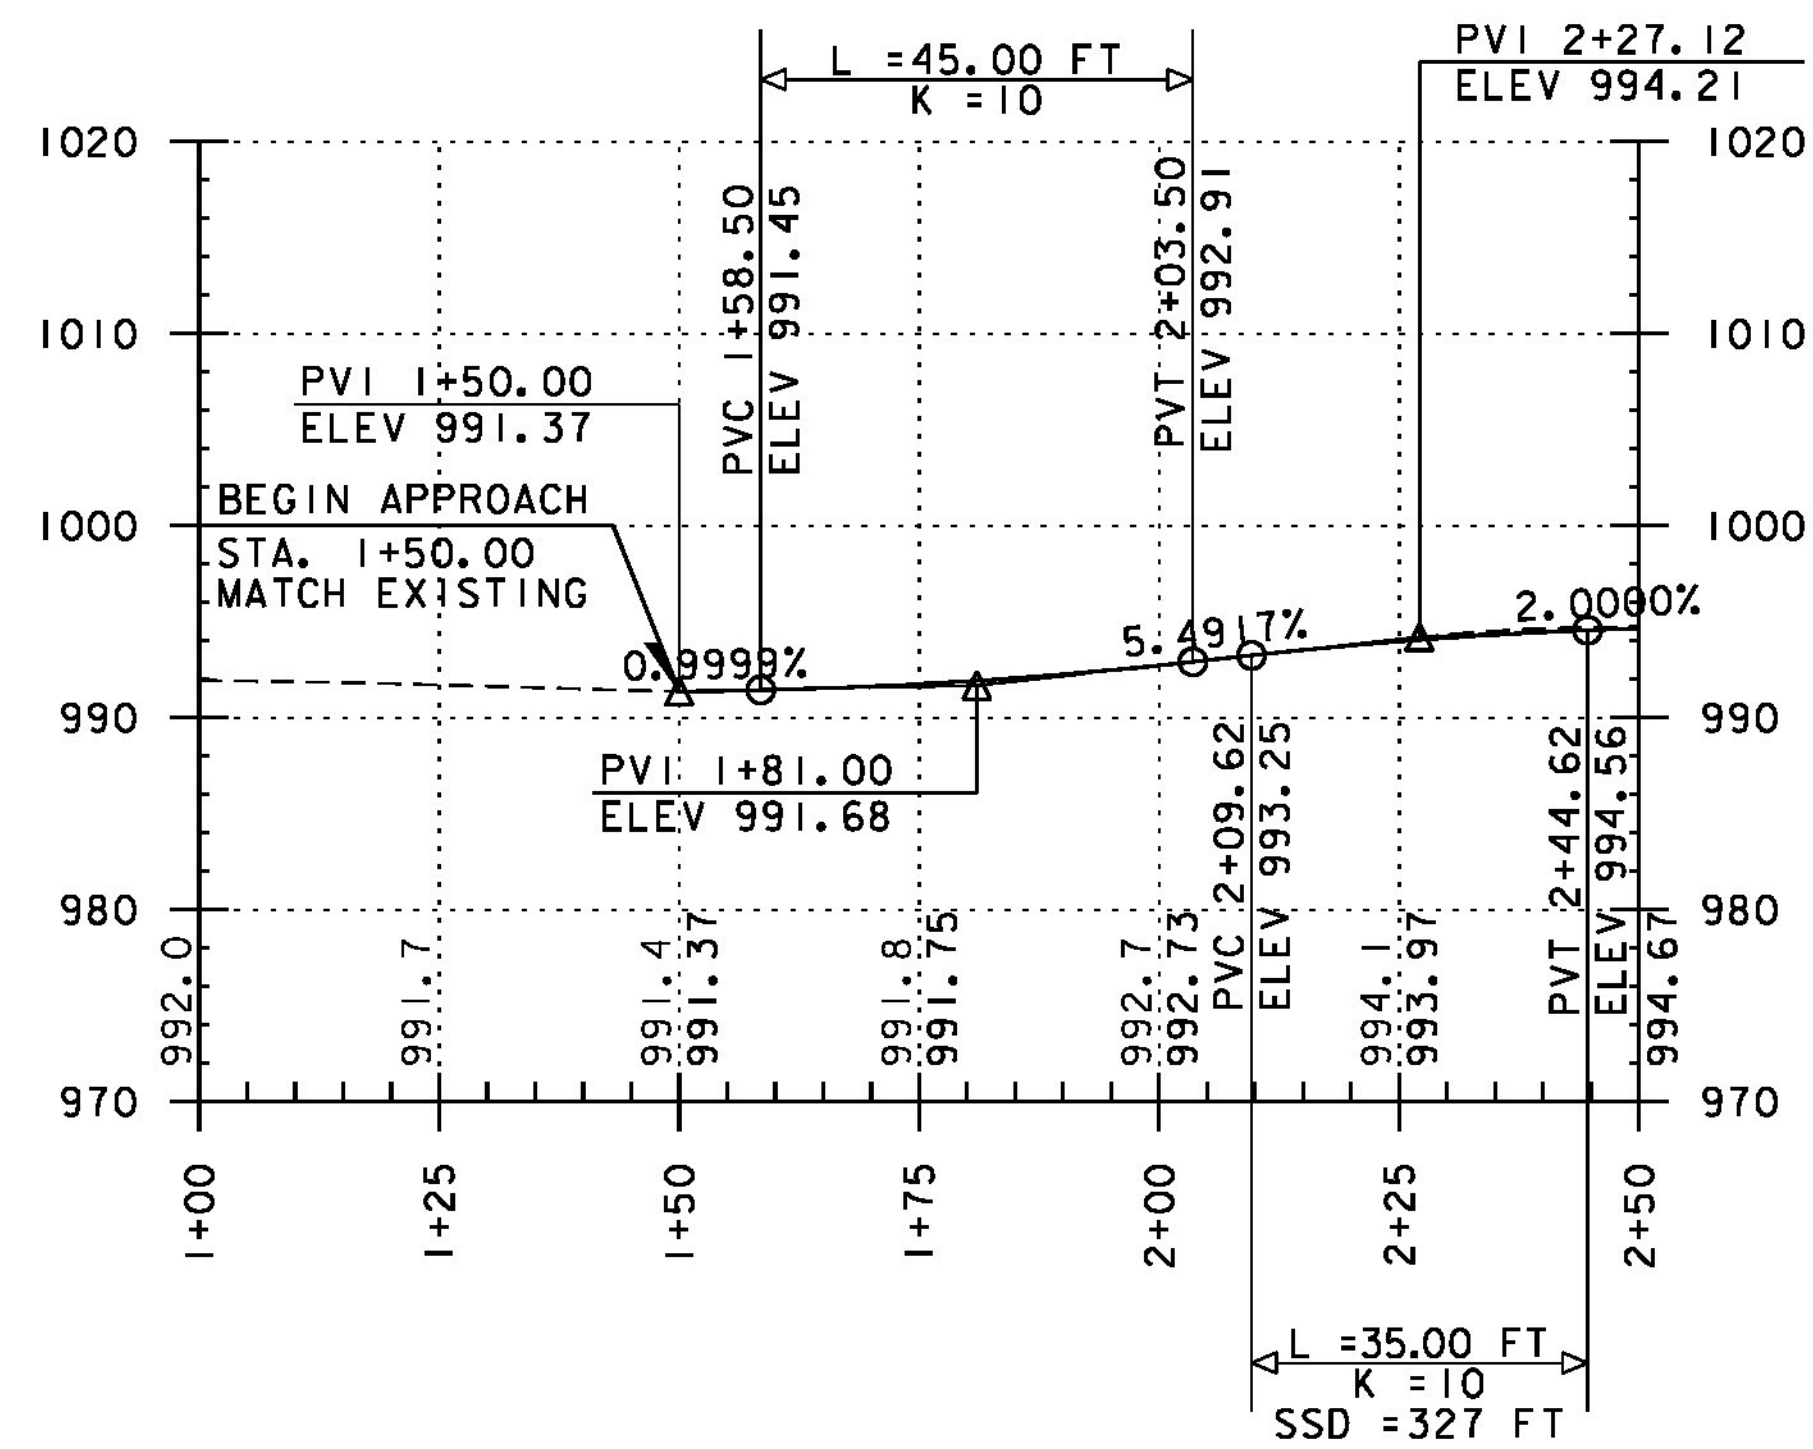 L =45.00 FT
K =10
PVI 2+27.12
ELEV 994.21
1020
1020
PVC 1+58.50
ELEV 991.45
PVT 2+03.50
ELEV 992.91
1010
1010
PVI 1+50.00
ELEV 991.37
BEGIN APPROACH
1000
1000
STA. 1+50.00
MATCH EXISTING
0.9999%
5.4917%
2.0000%
990
990
PVI 1+81.00
ELEV 991.68
PVC 2+09.62
ELEV 993.25
PVT 2+44.62
ELEV 994.56
980
980
992.0
991.7
991.4
991.37
991.8
991.75
992.7
992.73
994.1
993.97
994.67
970
970
1+00
1+25
1+50
1+75
2+00
2+25
2+50
L =35.00 FT
K =10
SSD =327 FT